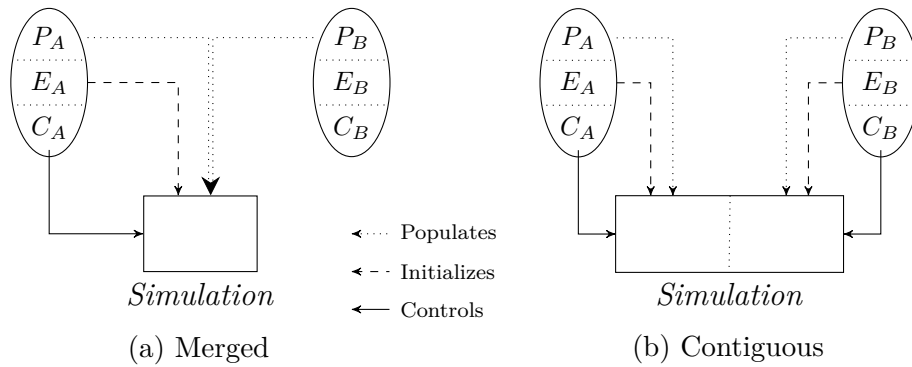 P_A
E_A
C_A
P_B
E_B
C_B
Simulation
(a) Merged
Populates
Initializes
Controls
P_A
E_A
C_A
P_B
E_B
C_B
Simulation
(b) Contiguous